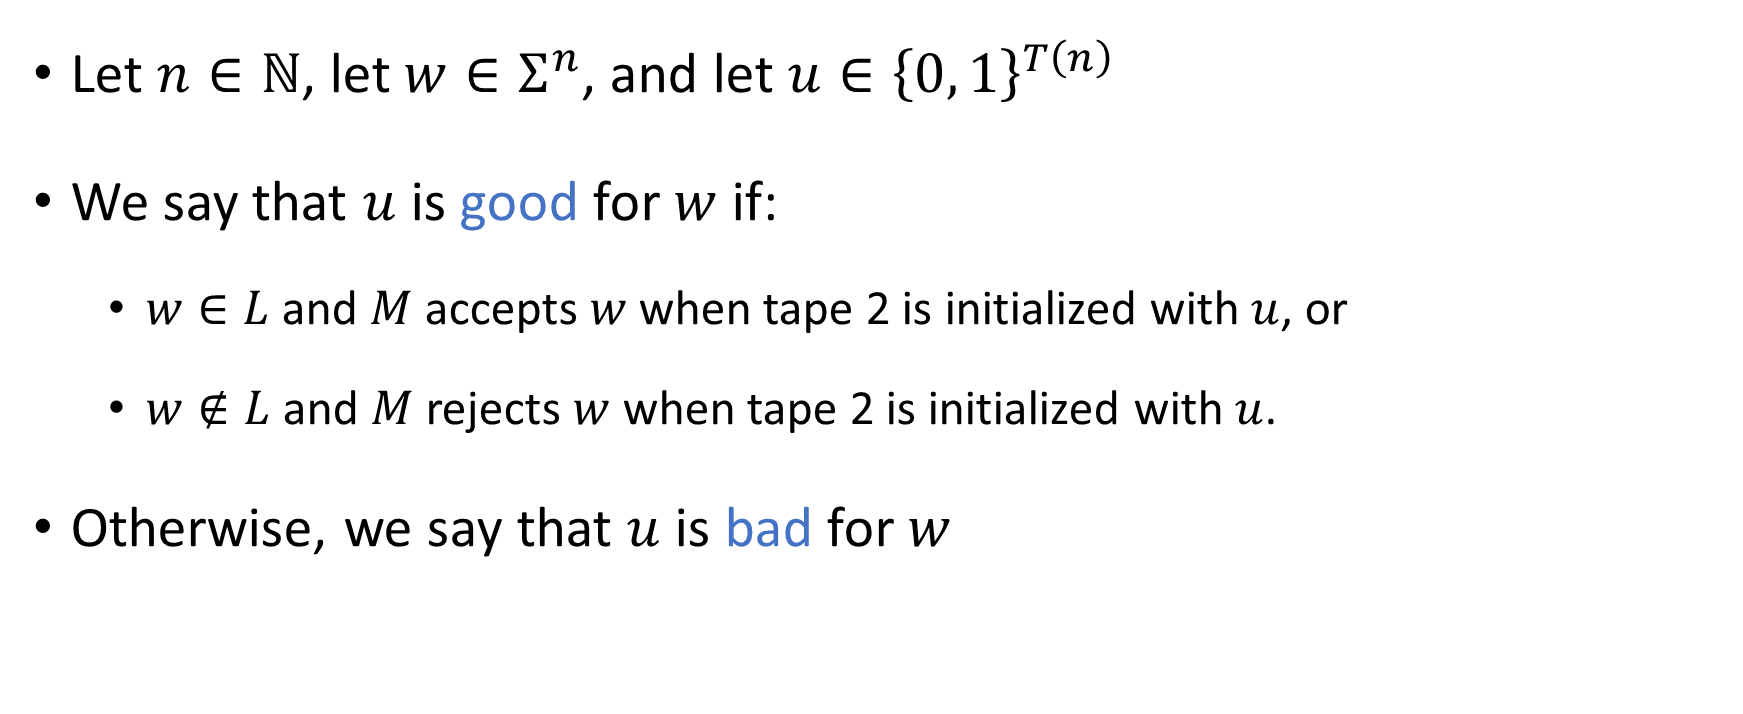 • Let 𝑛 ∈ ℕ, let 𝑤 ∈ Σⁿ, and let 𝑢 ∈ {0, 1}^{𝑇(𝑛)}
• We say that 𝑢 is good for 𝑤 if:
• 𝑤 ∈ 𝐿 and 𝑀 accepts 𝑤 when tape 2 is initialized with 𝑢, or
• 𝑤 ∉ 𝐿 and 𝑀 rejects 𝑤 when tape 2 is initialized with 𝑢.
• Otherwise, we say that 𝑢 is bad for 𝑤